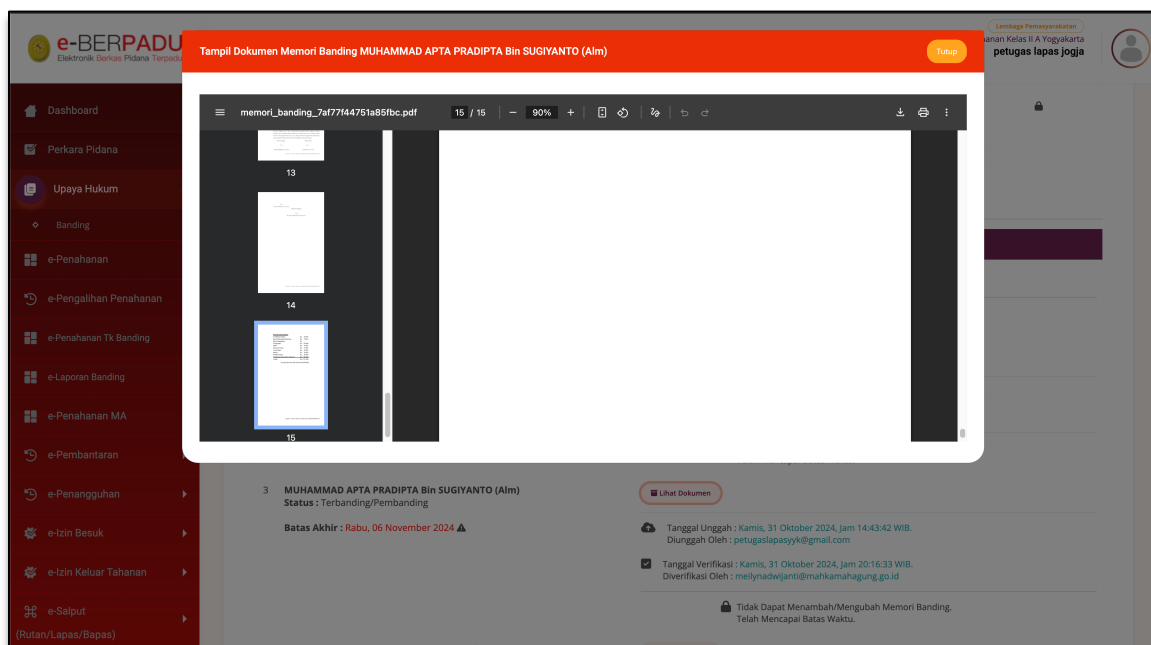 e-BERPADU
Elektronik Berkas Pidana Terpadu
Tampil Dokumen Memori Banding MUHAMMAD APTA PRADIPTA Bin SUGIYANTO (Alm)
Tutup
Lembaga Pemasyarakatan
anan Kelas II A Yogyakarta
petugas lapas jogja
Dashboard
Perkara Pidana
Upaya Hukum
Banding
e-Penahanan
e-Pengalihan Penahanan
e-Penahanan Tk Banding
e-Laporan Banding
e-Penahanan MA
e-Pembantaran
e-Penangguhan
e-Izin Besuk
e-Izin Keluar Tahanan
e-Salput
(Rutan/Lapas/Bapas)
memori_banding_7af77f44751a85fbc.pdf
15 / 15
90%
13
14
15
3 MUHAMMAD APTA PRADIPTA Bin SUGIYANTO (Alm)
Status : Terbanding/Pembanding
Batas Akhir : Rabu, 06 November 2024
Lihat Dokumen
Tanggal Unggah : Kamis, 31 Oktober 2024, Jam 14:43:42 WIB.
Diunggah Oleh : petugaslapasyyk@gmail.com
Tanggal Verifikasi : Kamis, 31 Oktober 2024, Jam 20:16:33 WIB.
Diverifikasi Oleh : meilynadwijanti@mahkamahagung.go.id
Tidak Dapat Menambah/Mengubah Memori Banding.
Telah Mencapai Batas Waktu.